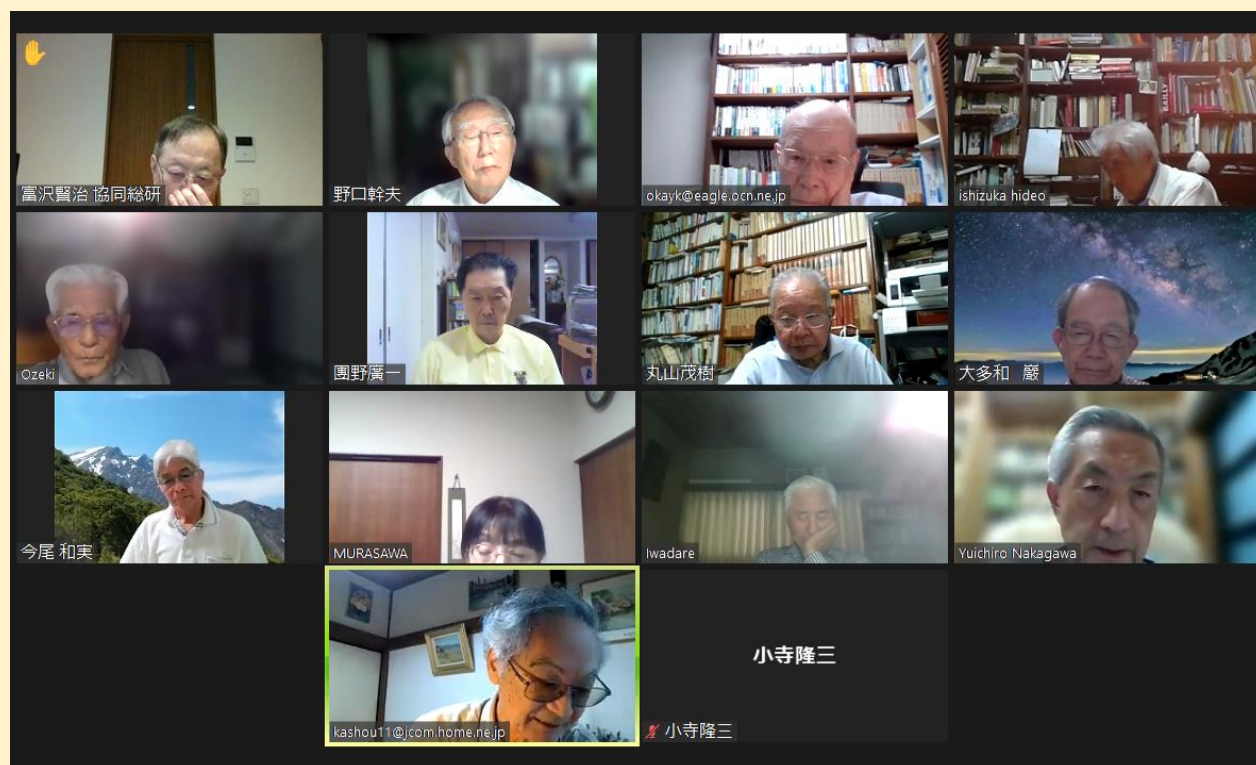 富沢賢治 協同総研
野口幹夫
okayk@eagle.ocn.ne.jp
ishizuka hideo
BAILLY
Ozeki
團野廣一
丸山茂樹
大多和 嚴
今尾 和実
MURASAWA
Iwadare
Yuichiro Nakagawa
kashou11@jcom.home.ne.jp
小寺隆三
小寺隆三